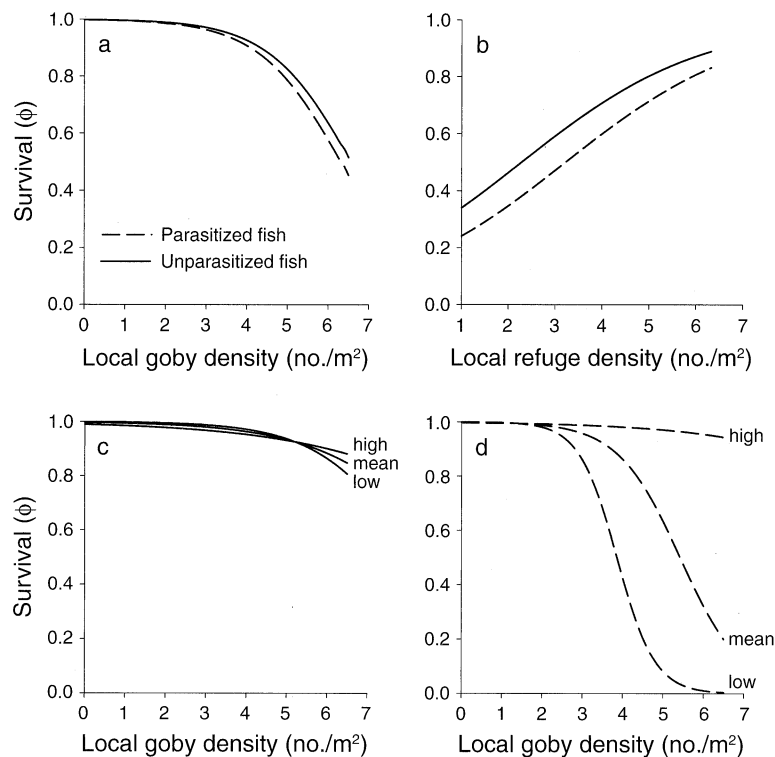 a
1.0
0.8
0.6
0.4
0.2
0.0
Survival (ϕ)
Parasitized fish
Unparasitized fish
0 1 2 3 4 5 6 7
Local goby density (no./m²)
b
1.0
0.8
0.6
0.4
0.2
0.0
1 2 3 4 5 6 7
Local refuge density (no./m²)
c
1.0
0.8
0.6
0.4
0.2
0.0
Survival (ϕ)
high
mean
low
0 1 2 3 4 5 6 7
Local goby density (no./m²)
d
1.0
0.8
0.6
0.4
0.2
0.0
high
mean
low
0 1 2 3 4 5 6 7
Local goby density (no./m²)